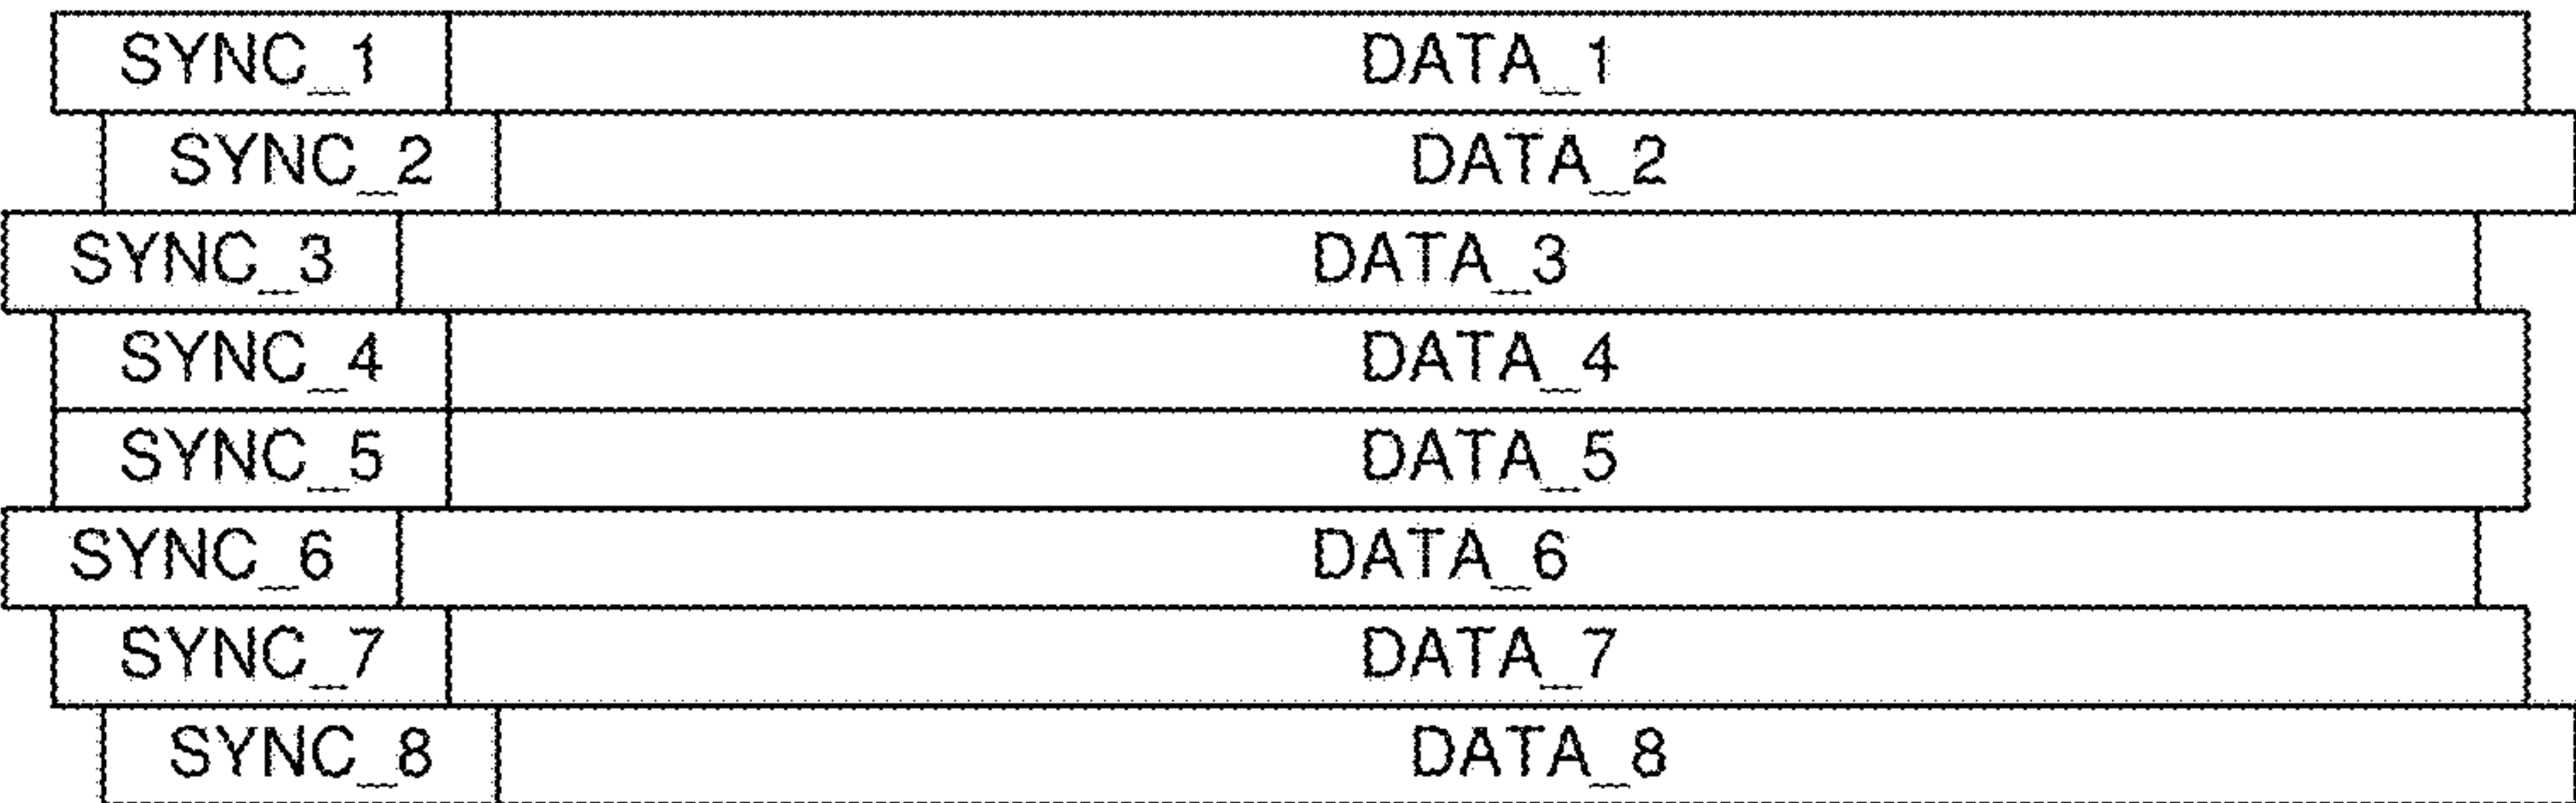 SYNC_1 DATA_1
SYNC_2 DATA_2
SYNC_3 DATA_3
SYNC_4 DATA_4
SYNC_5 DATA_5
SYNC_6 DATA_6
SYNC_7 DATA_7
SYNC_8 DATA_8